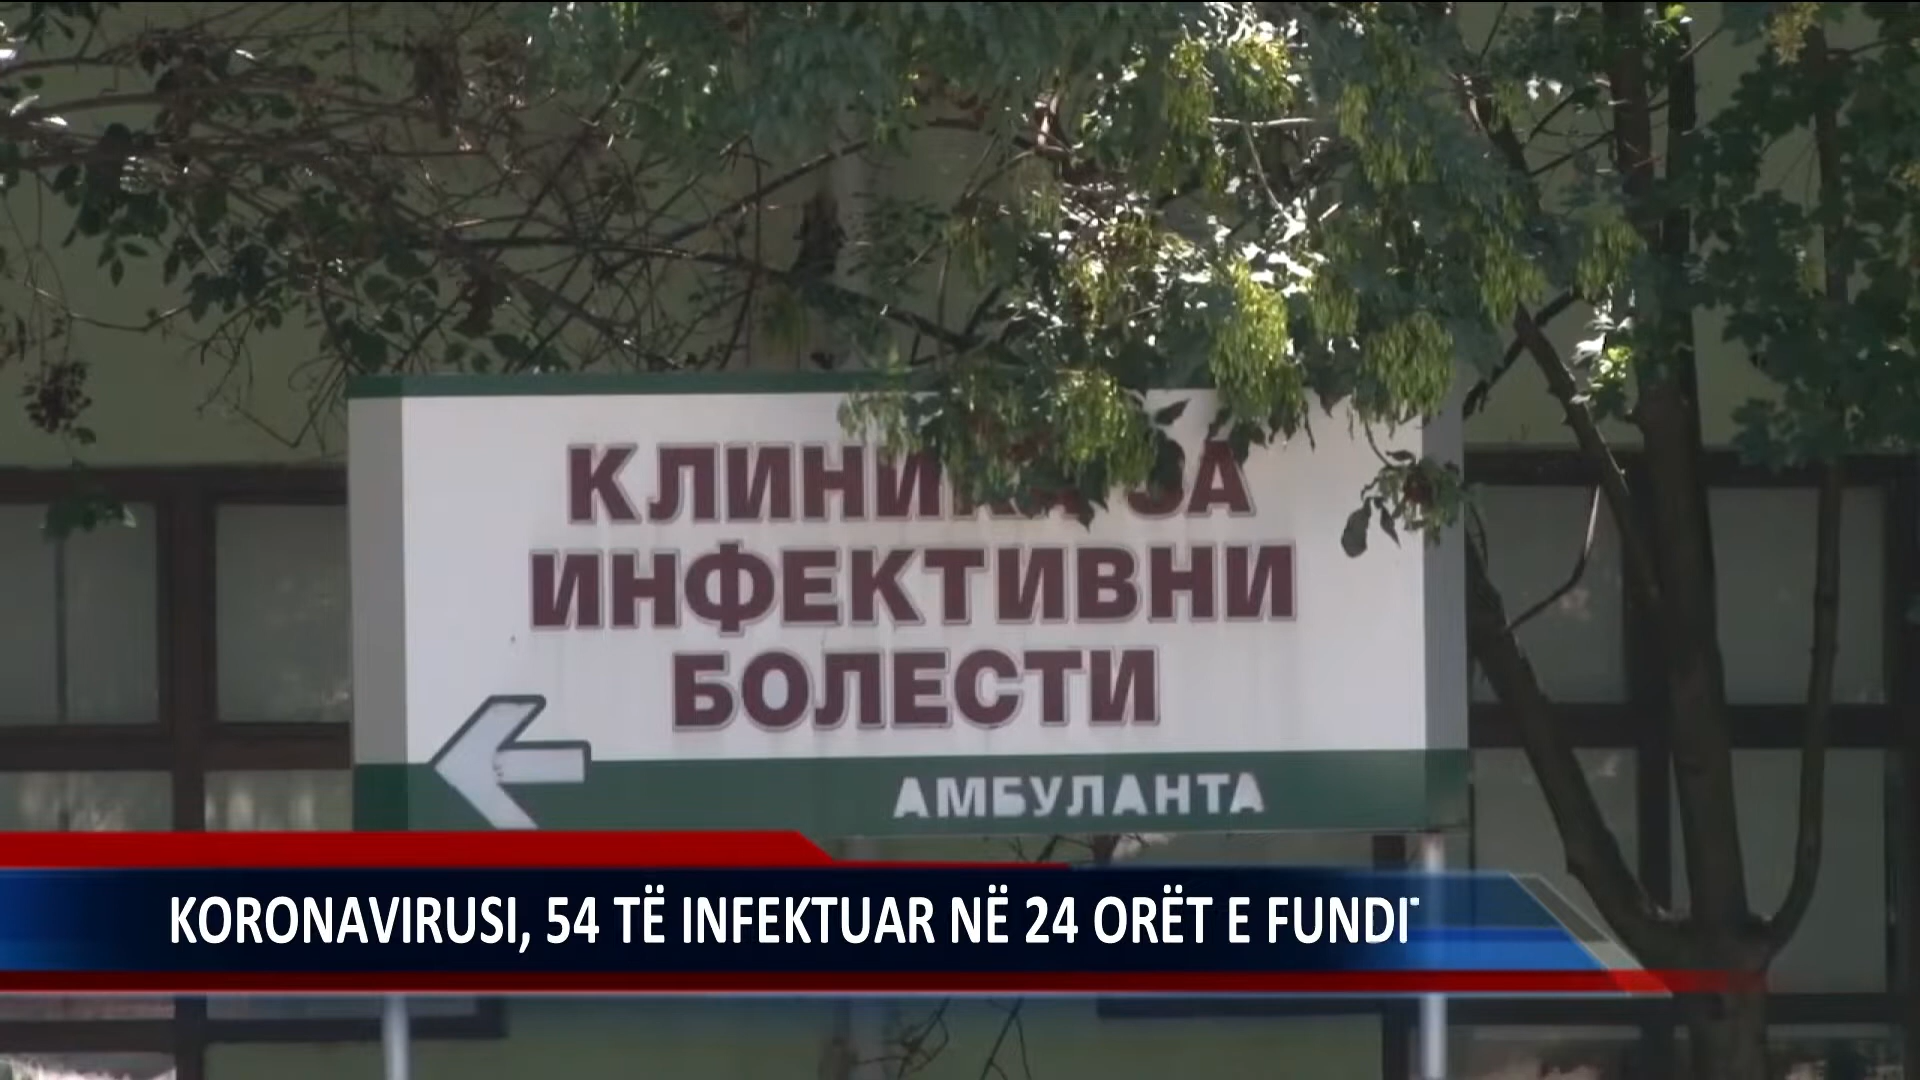 КЛИНИКА ЗА
ИНФЕКТИВНИ
БОЛЕСТИ
АМБУЛАНТА
KORONAVIRUSI, 54 TË INFEKTUAR NË 24 ORËT E FUNDIT